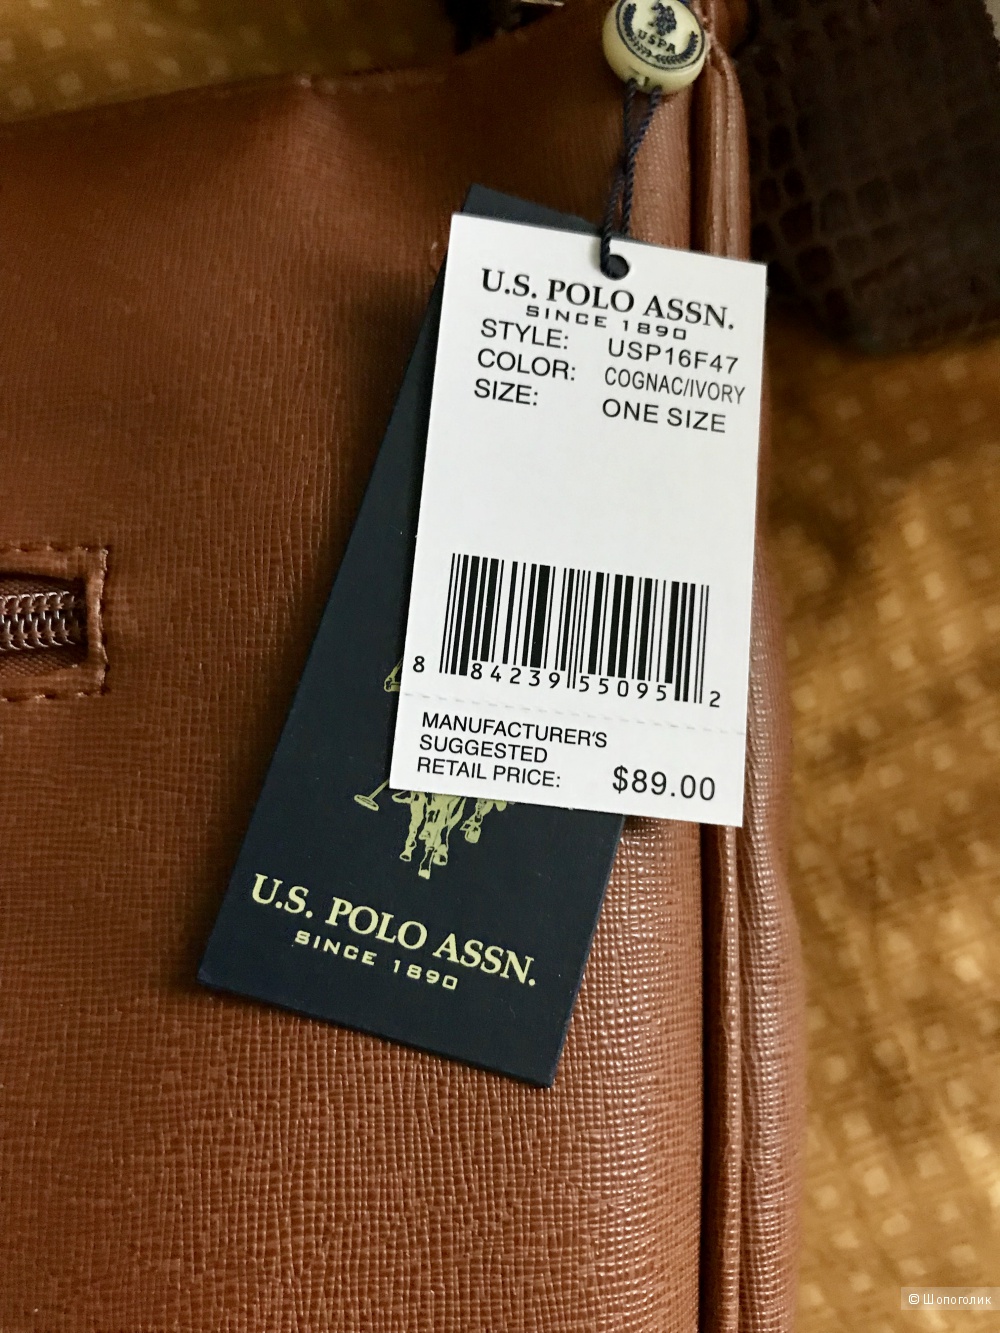 USPA
U.S. POLO ASSN.
SINCE 1890
STYLE: USP16F47
COLOR: COGNAC/IVORY
SIZE: ONE SIZE
8 84239 55095 2
MANUFACTURER'S
SUGGESTED
RETAIL PRICE: $89.00
U.S. POLO ASSN.
SINCE 1890
© Шопоголик